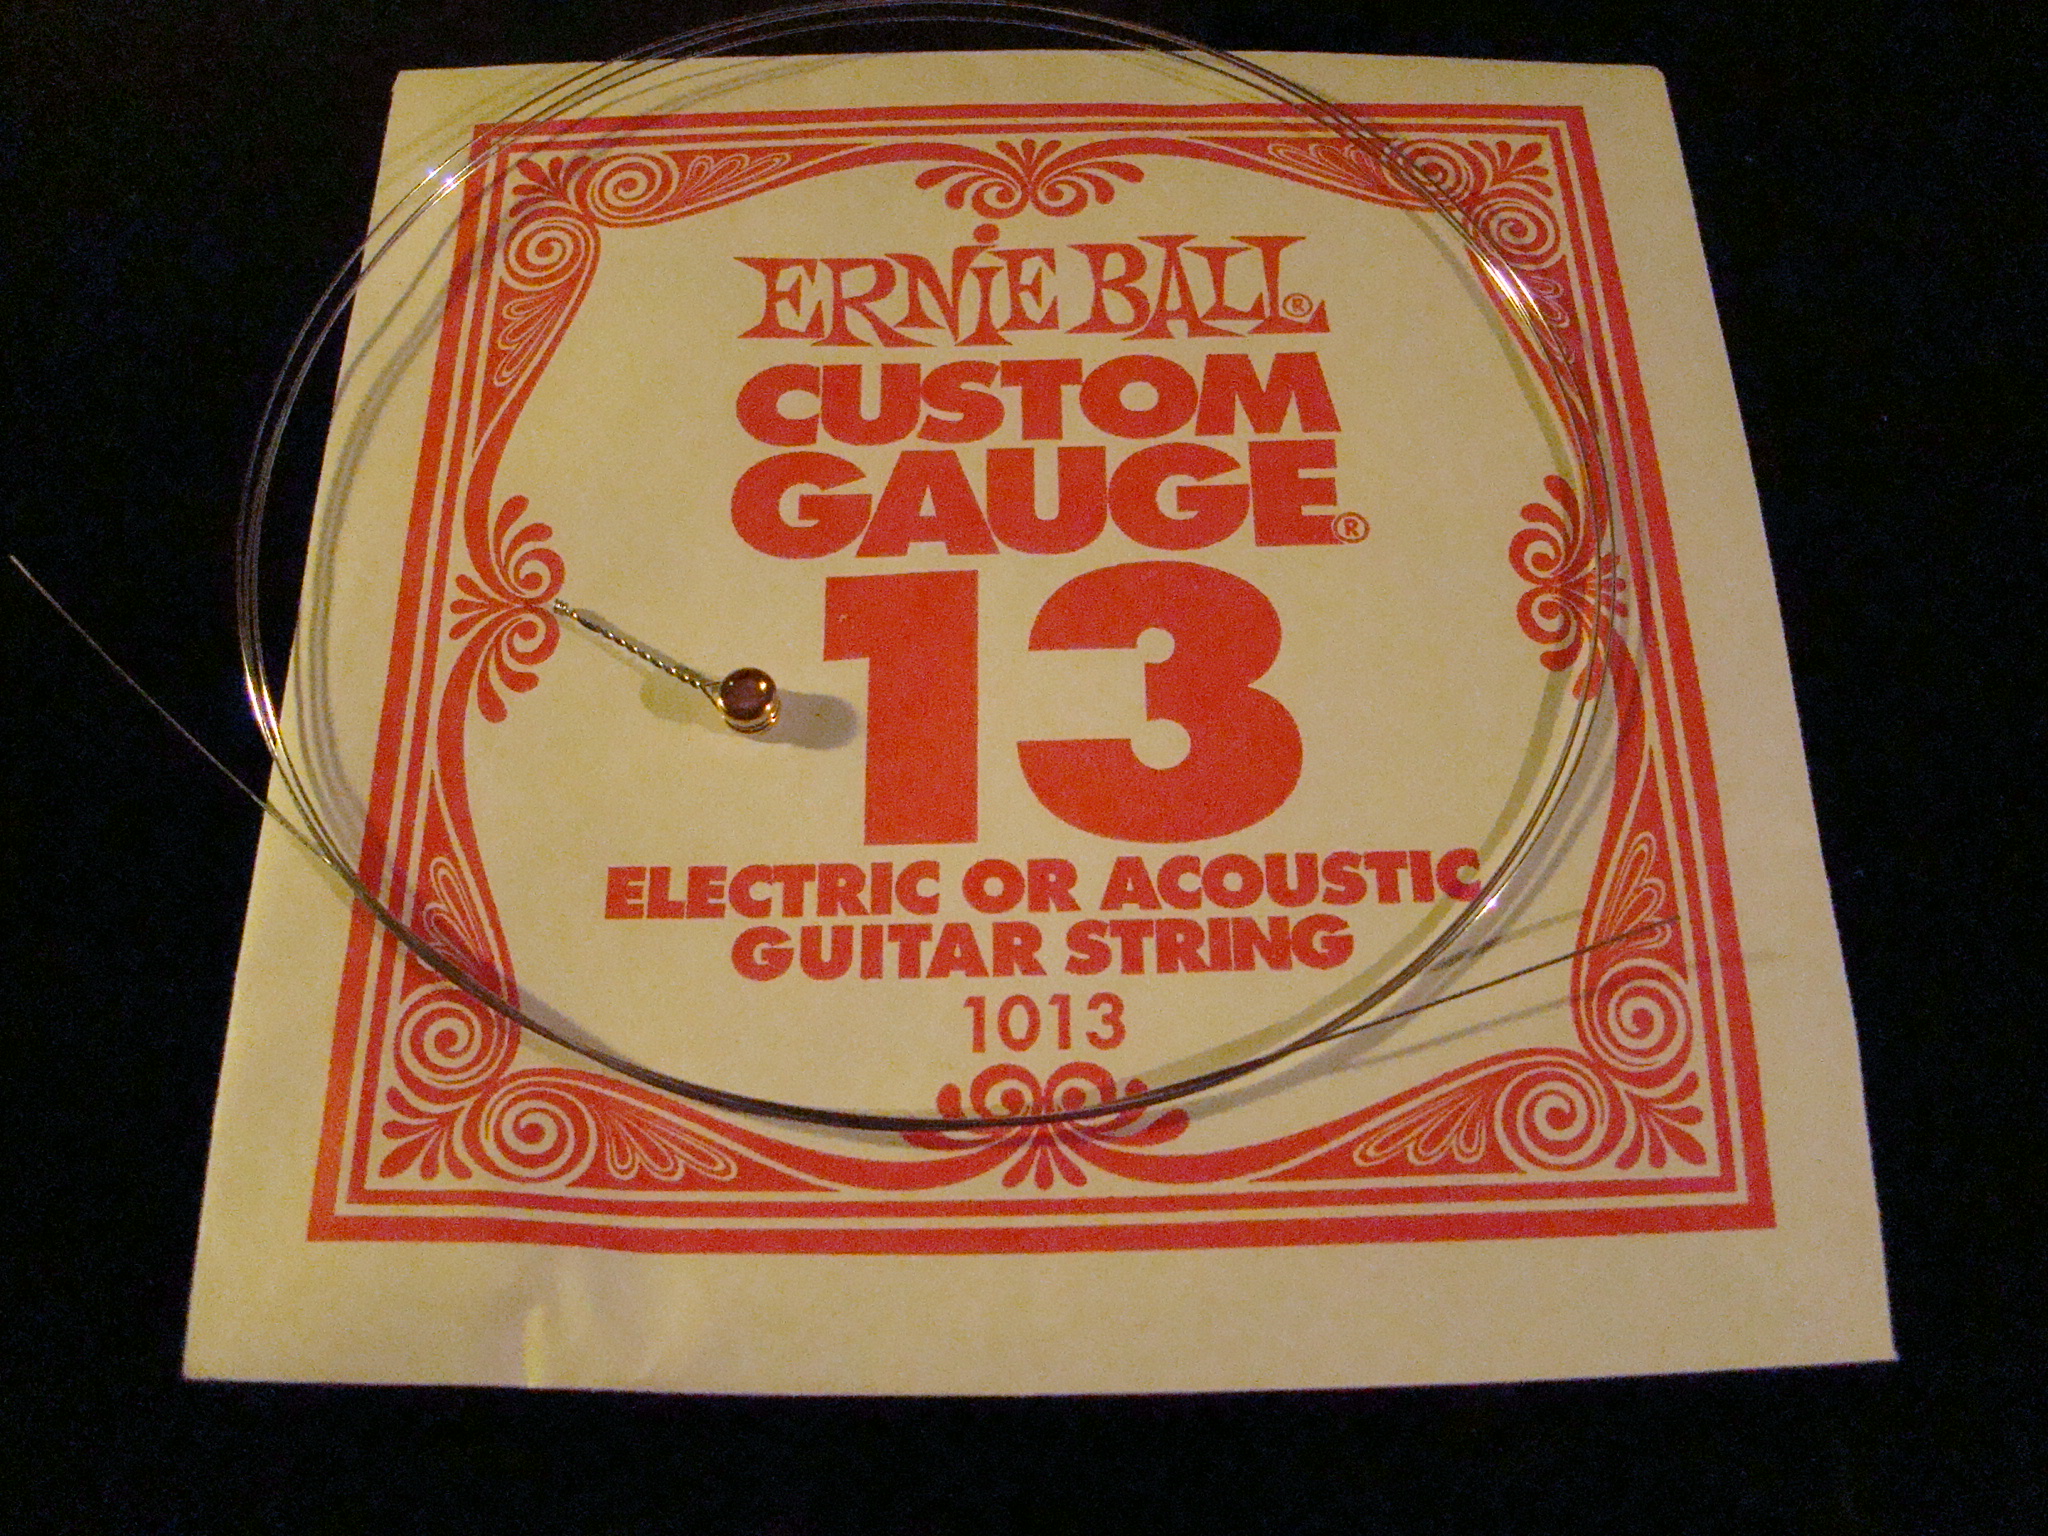 ERNiE BALL®
CUSTOM
GAUGE®
13
ELECTRIC OR ACOUSTIC
GUITAR STRING
1013